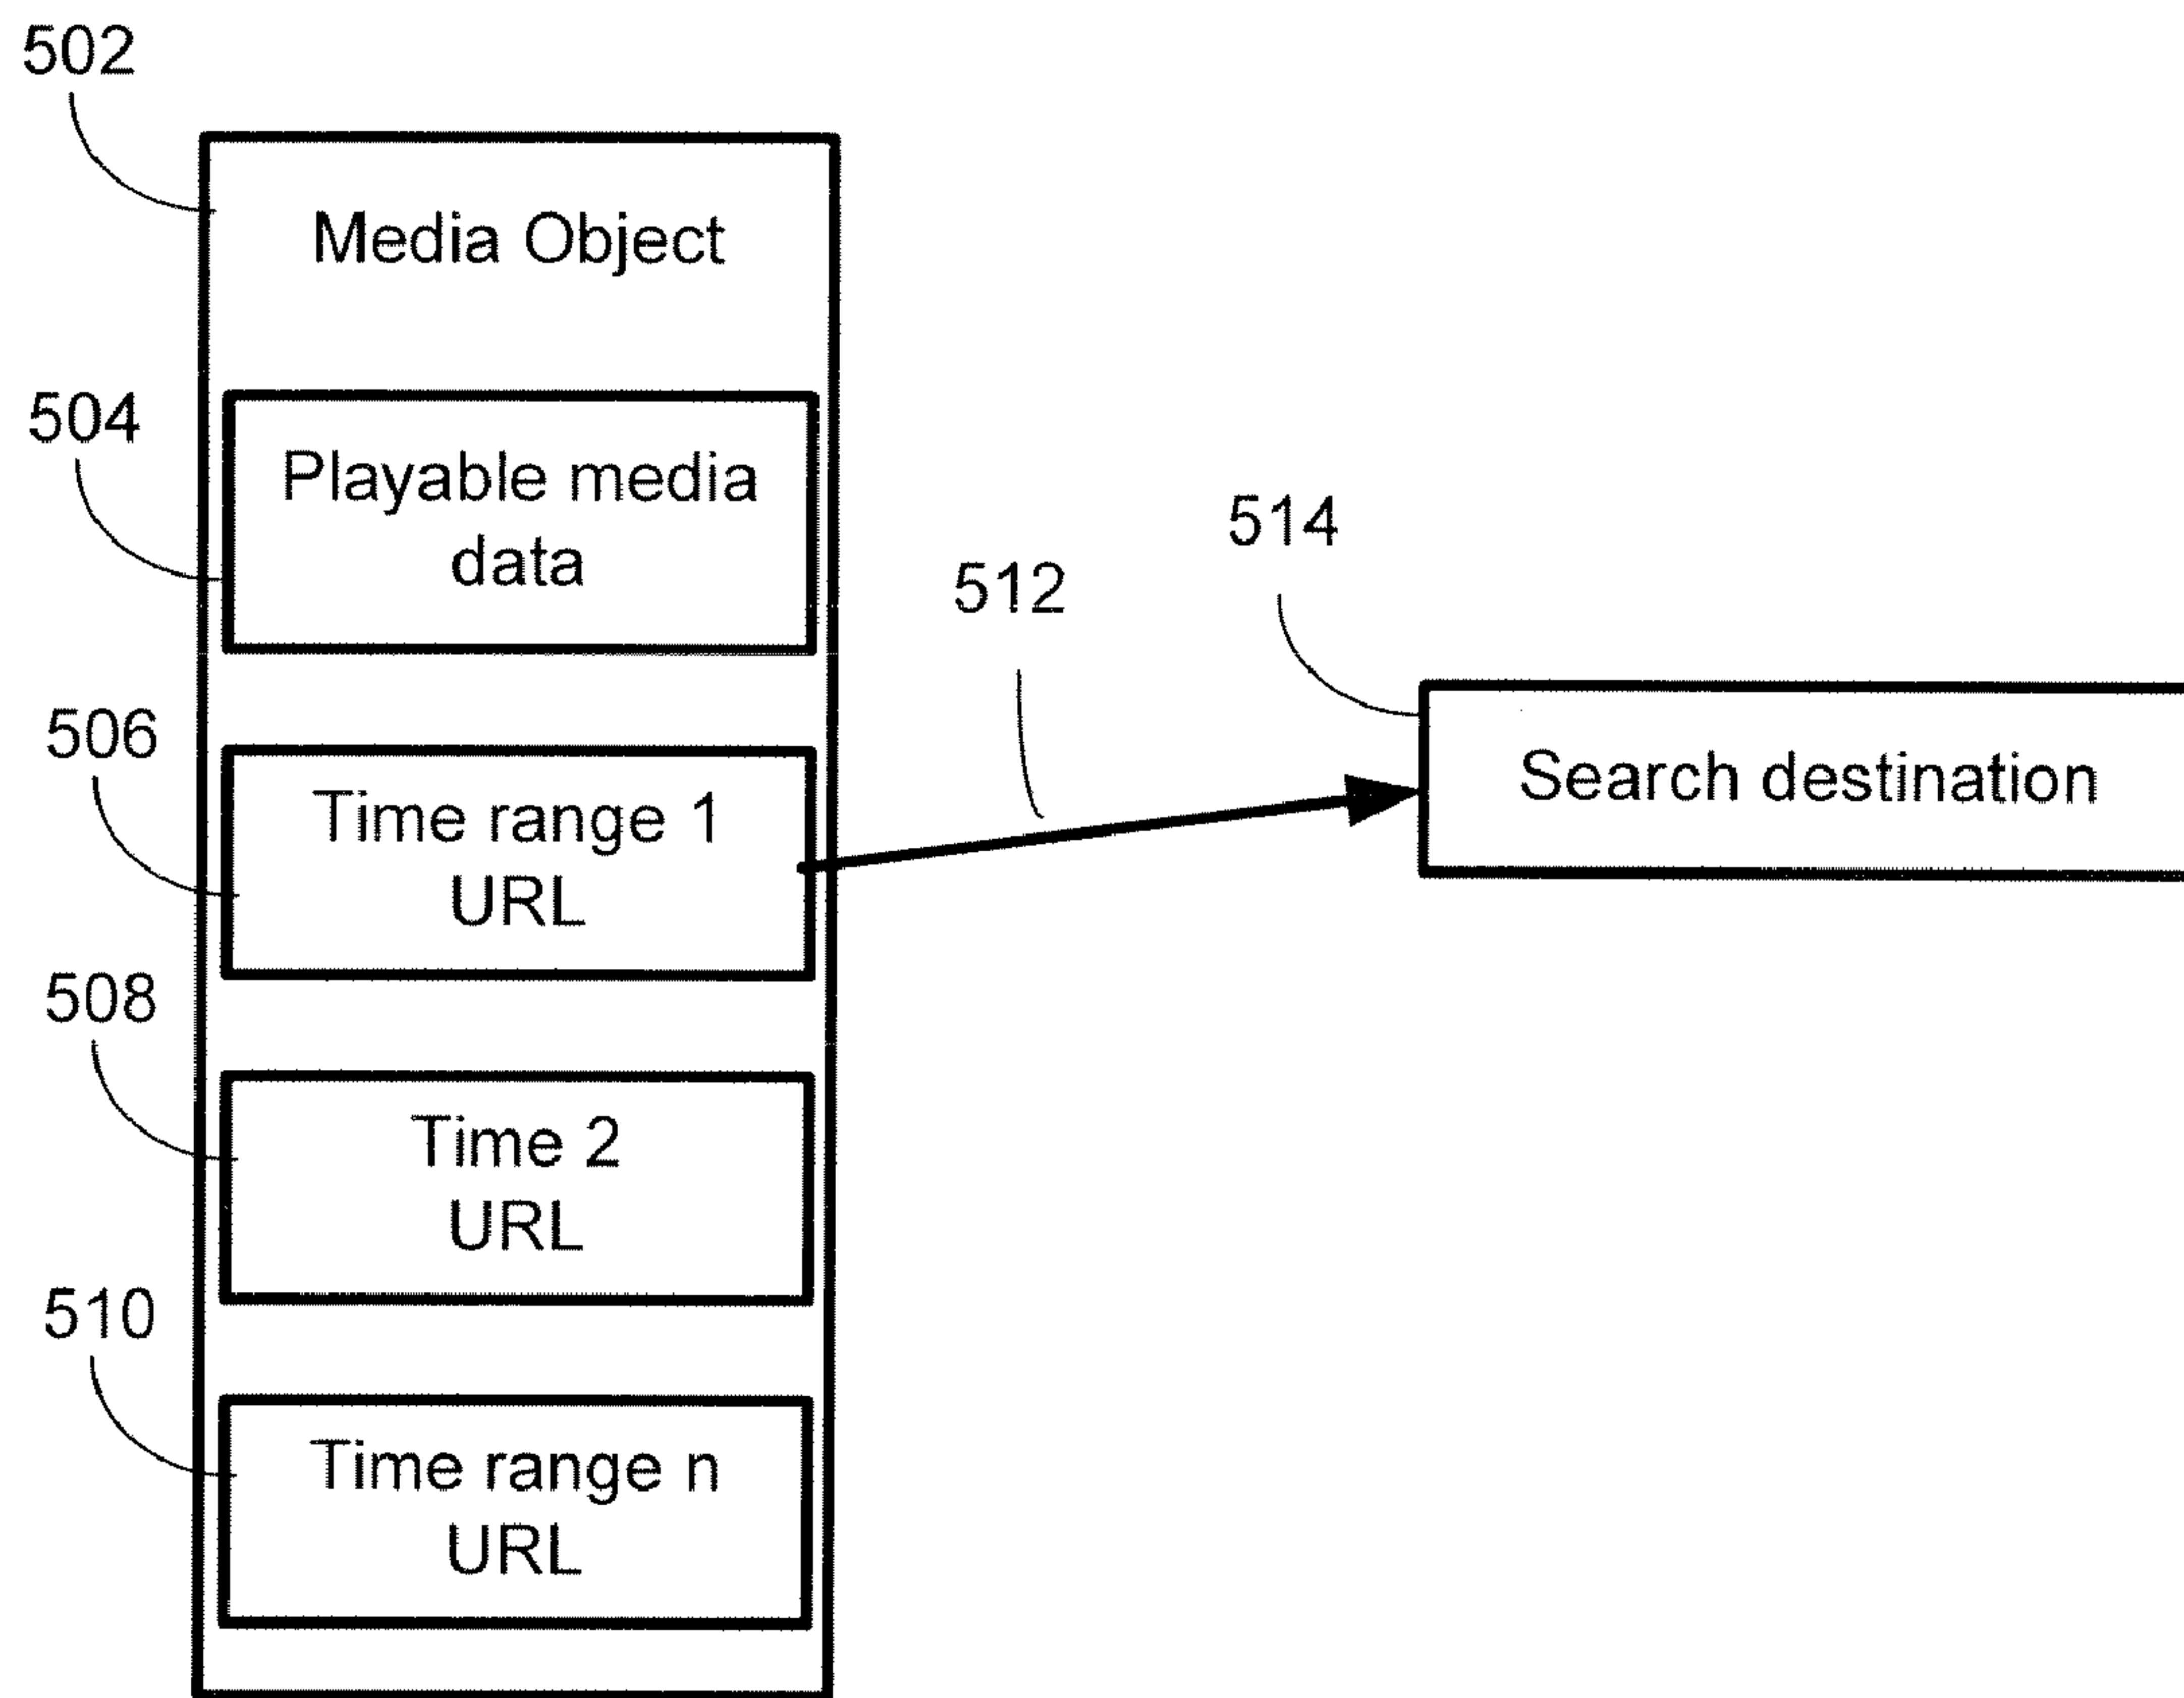 502
Media Object
504
Playable media
data
506
Time range 1
URL
508
Time 2
URL
510
Time range n
URL
512
514
Search destination